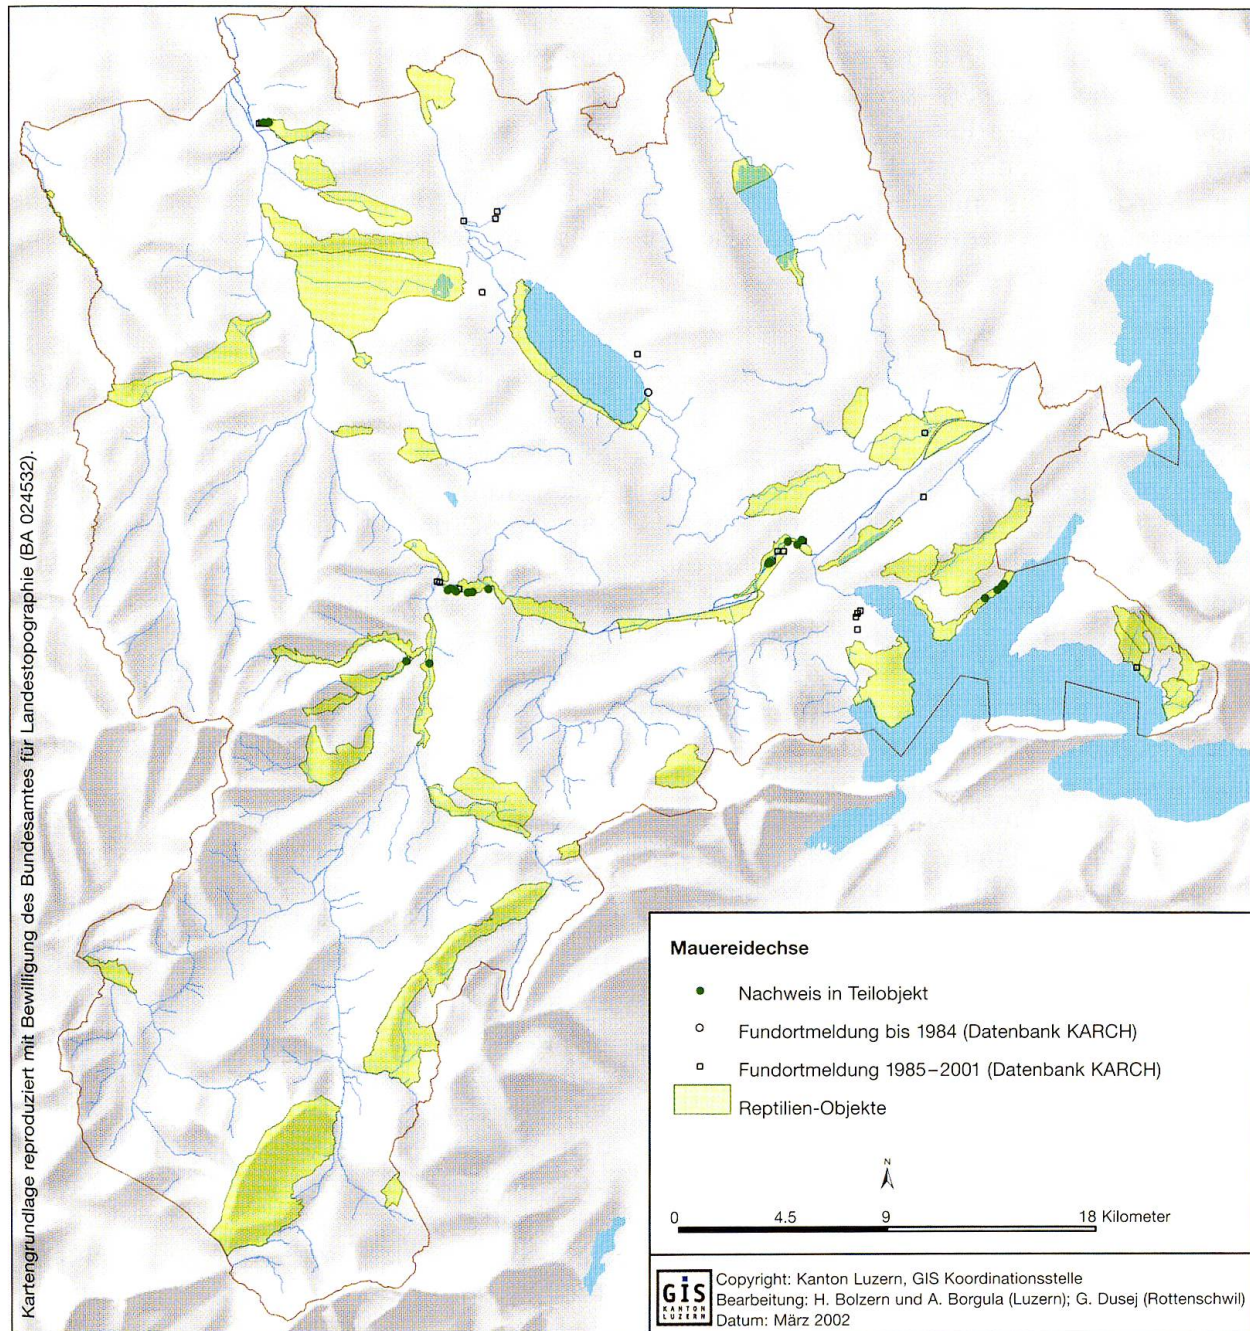 Kartengrundlage reproduziert mit Bewilligung des Bundesamtes für Landestopographie (BA 024532).
Mauereidechse
Nachweis in Teilobjekt
Fundortmeldung bis 1984 (Datenbank KARCH)
Fundortmeldung 1985–2001 (Datenbank KARCH)
Reptilien-Objekte
N
0 4.5 9 18 Kilometer
GiS
KANTON
LUZERN
Copyright: Kanton Luzern, GIS Koordinationsstelle
Bearbeitung: H. Bolzern und A. Borgula (Luzern); G. Dusej (Rottenschwil)
Datum: März 2002